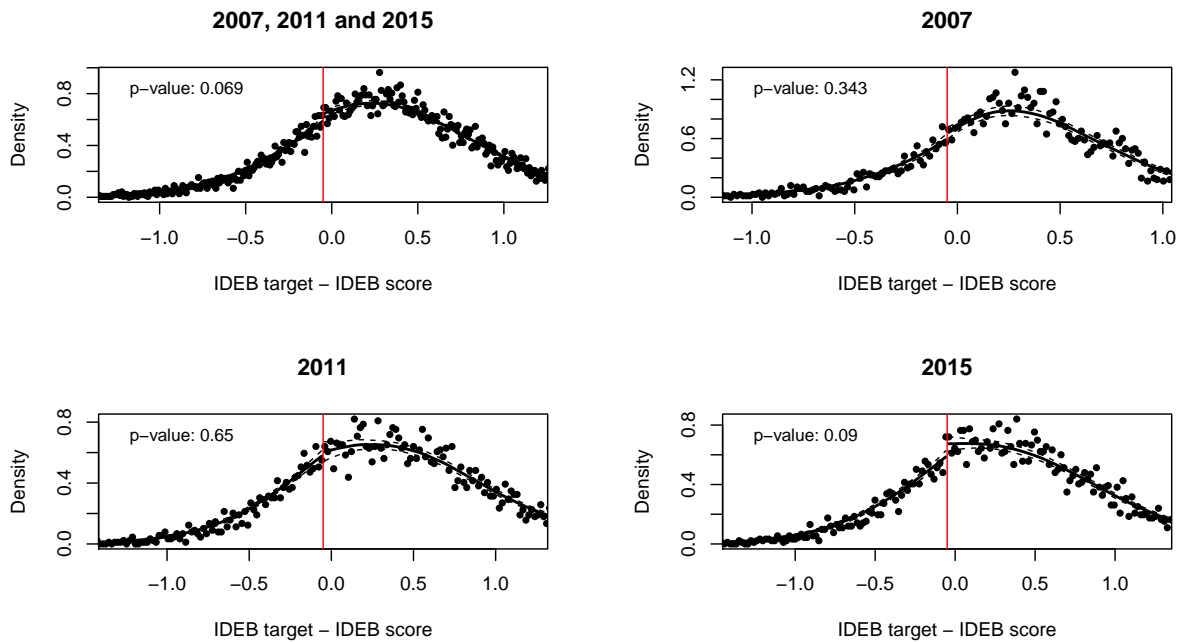 2007, 2011 and 2015
p−value: 0.069
Density
0.0 0.4 0.8
−1.0 −0.5 0.0 0.5 1.0
IDEB target − IDEB score
2007
p−value: 0.343
Density
0.0 0.6 1.2
−1.0 −0.5 0.0 0.5 1.0
IDEB target − IDEB score
2011
p−value: 0.65
Density
0.0 0.4 0.8
−1.0 −0.5 0.0 0.5 1.0
IDEB target − IDEB score
2015
p−value: 0.09
Density
0.0 0.4 0.8
−1.0 −0.5 0.0 0.5 1.0
IDEB target − IDEB score